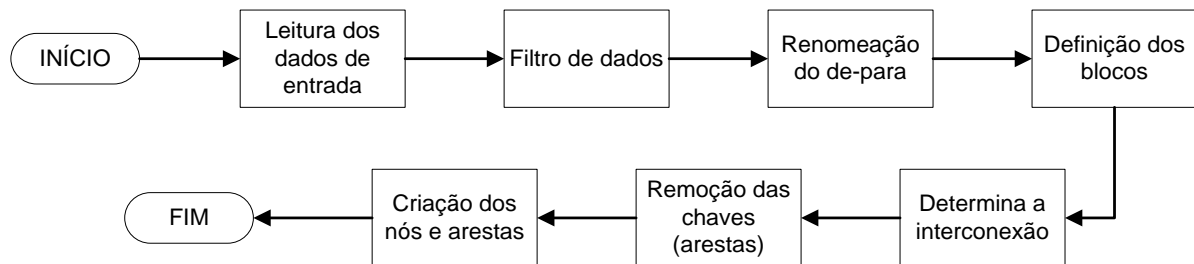 INÍCIO
Leitura dos
dados de
entrada
Filtro de dados
Renomeação
do de-para
Definição dos
blocos
Determina a
interconexão
Remoção das
chaves
(arestas)
Criação dos
nós e arestas
FIM